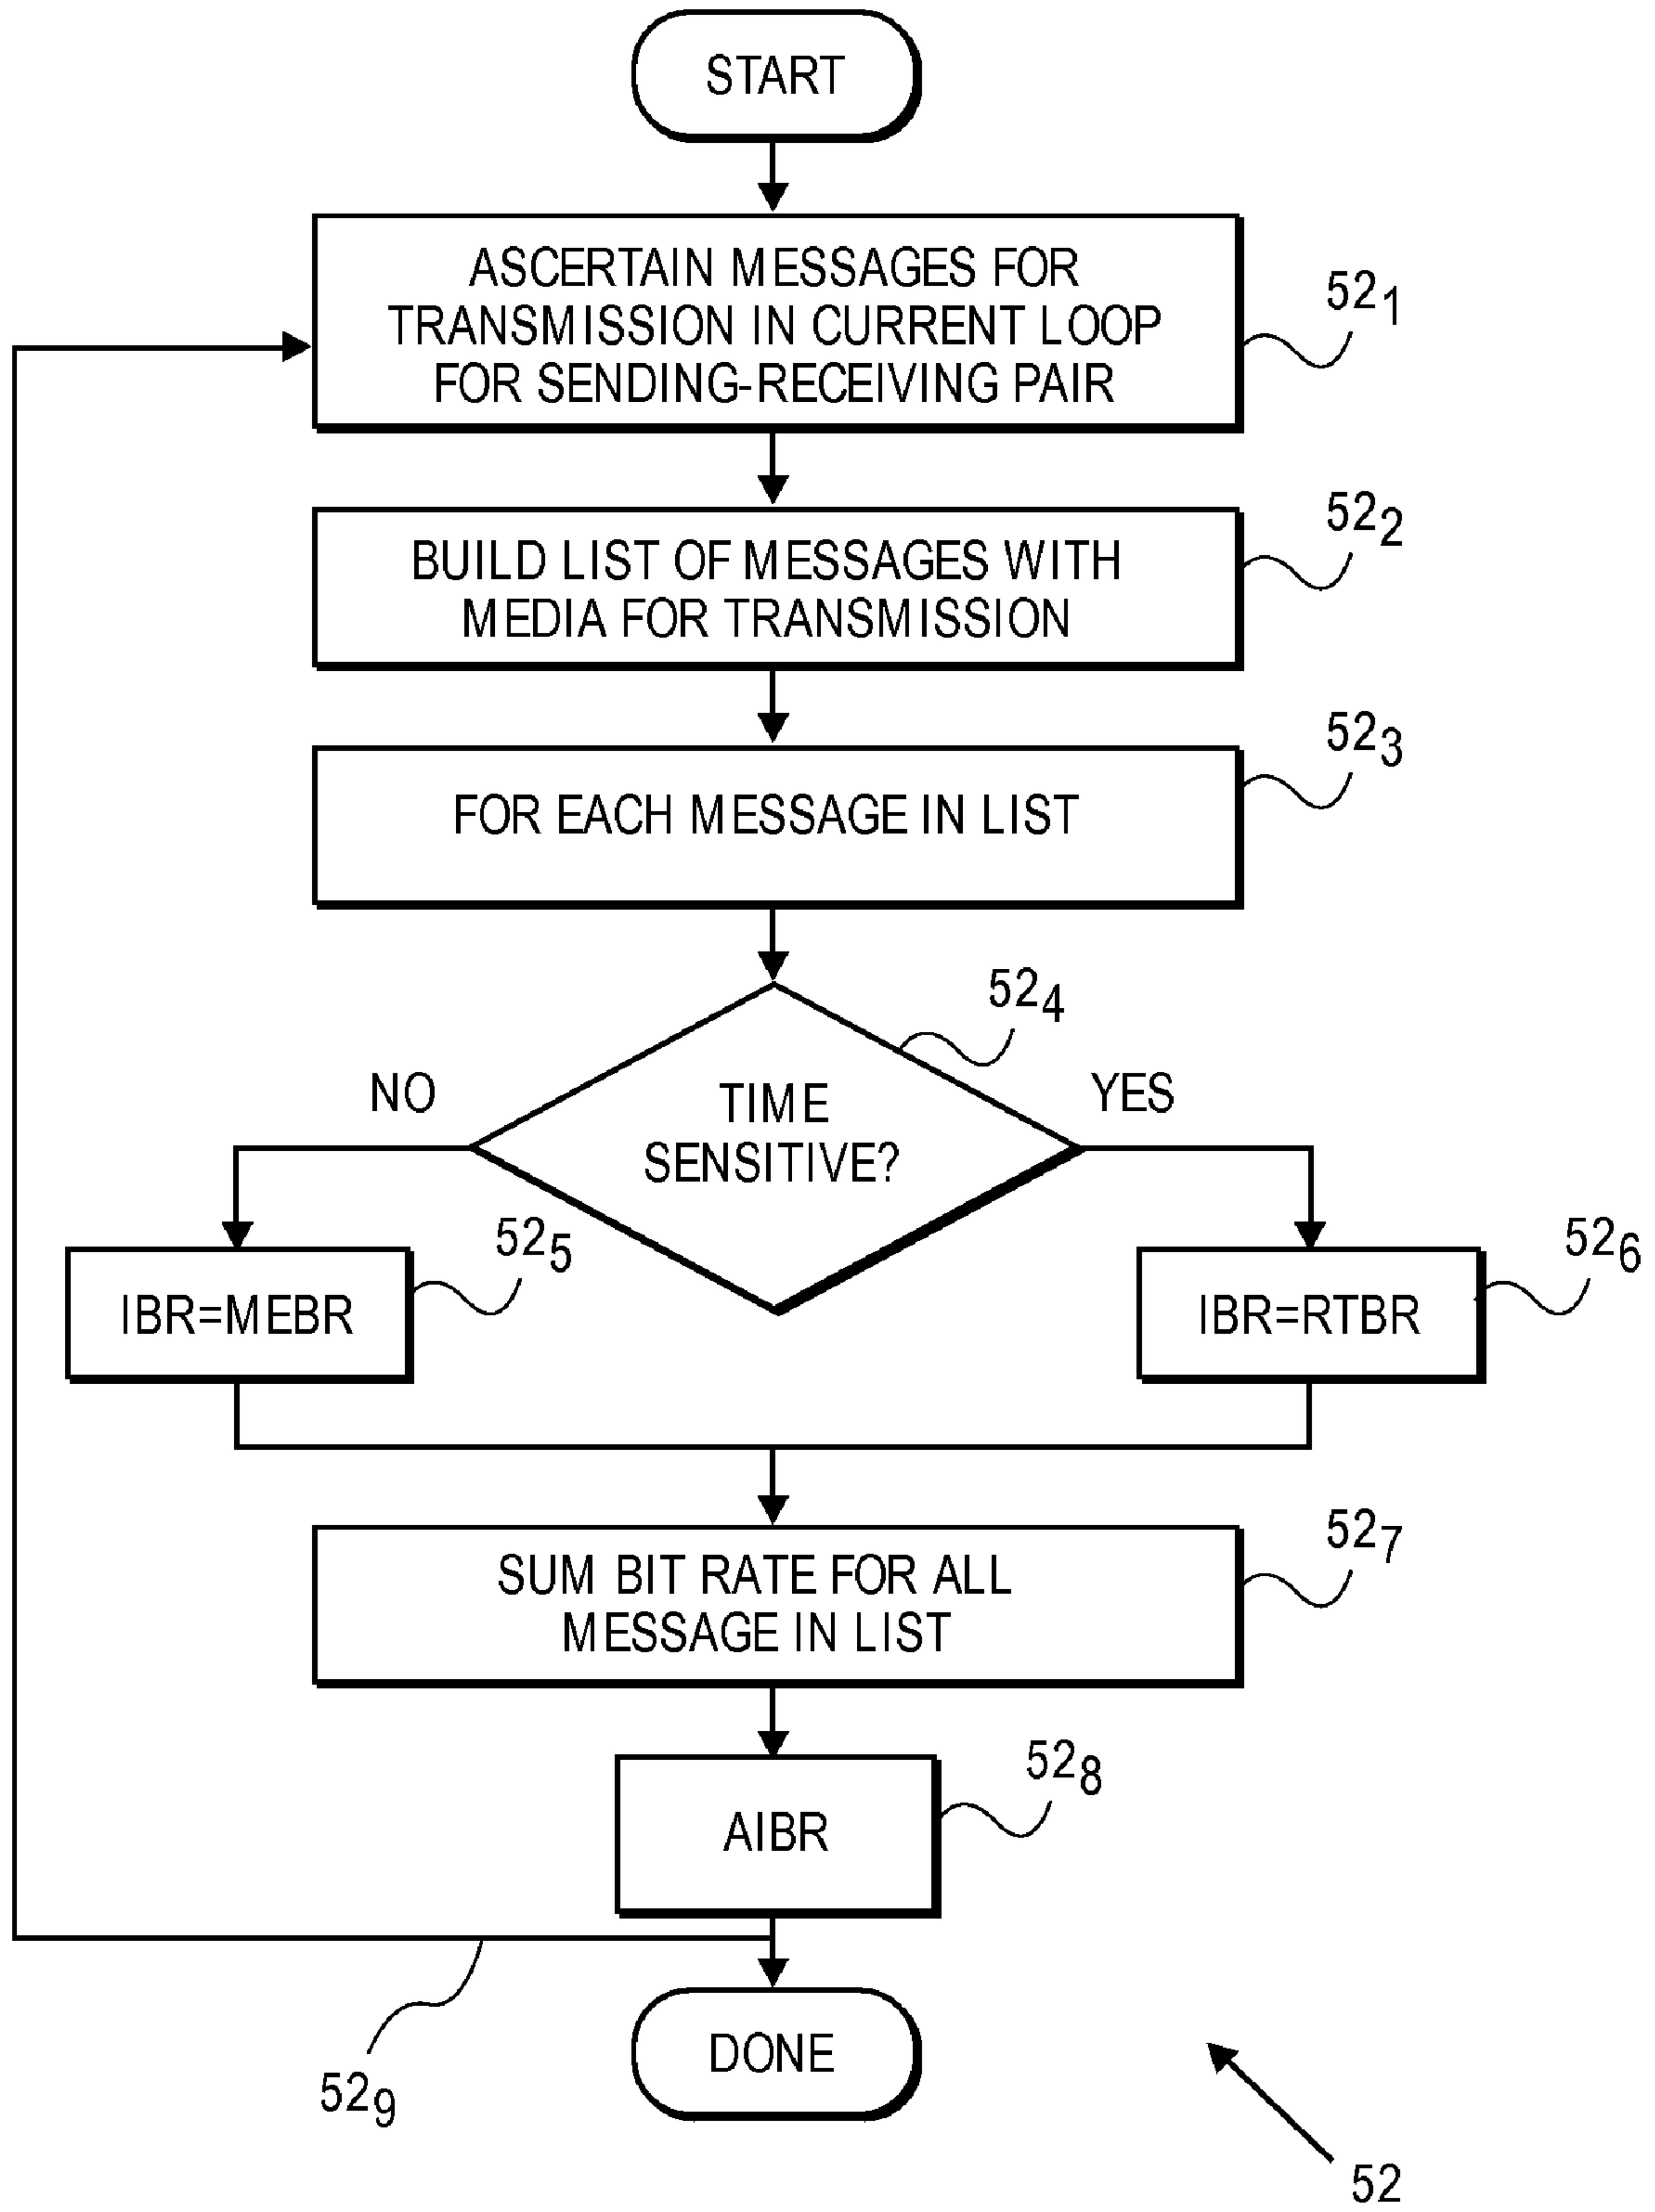 START
ASCERTAIN MESSAGES FOR
TRANSMISSION IN CURRENT LOOP
FOR SENDING-RECEIVING PAIR
52₁
BUILD LIST OF MESSAGES WITH
MEDIA FOR TRANSMISSION
52₂
FOR EACH MESSAGE IN LIST
52₃
52₄
NO
TIME
SENSITIVE?
YES
IBR=MEBR
52₅
IBR=RTBR
52₆
SUM BIT RATE FOR ALL
MESSAGE IN LIST
52₇
AIBR
52₈
DONE
52₉
52